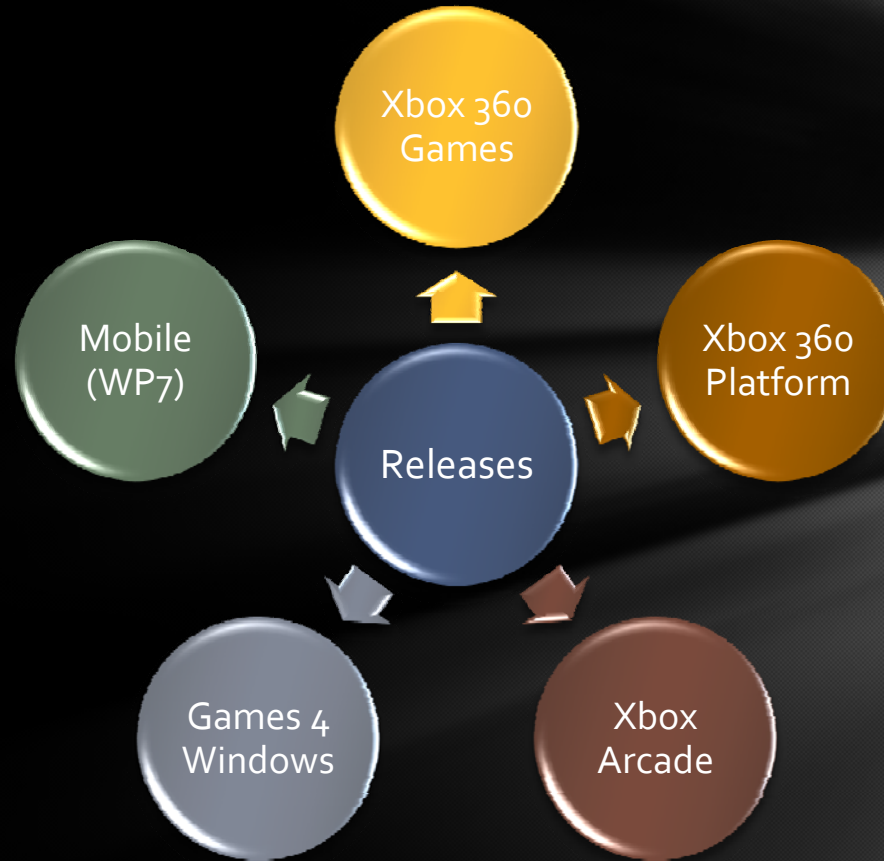 Xbox 360
Games
Mobile
(WP7)
Xbox 360
Platform
Releases
Games 4
Windows
Xbox
Arcade